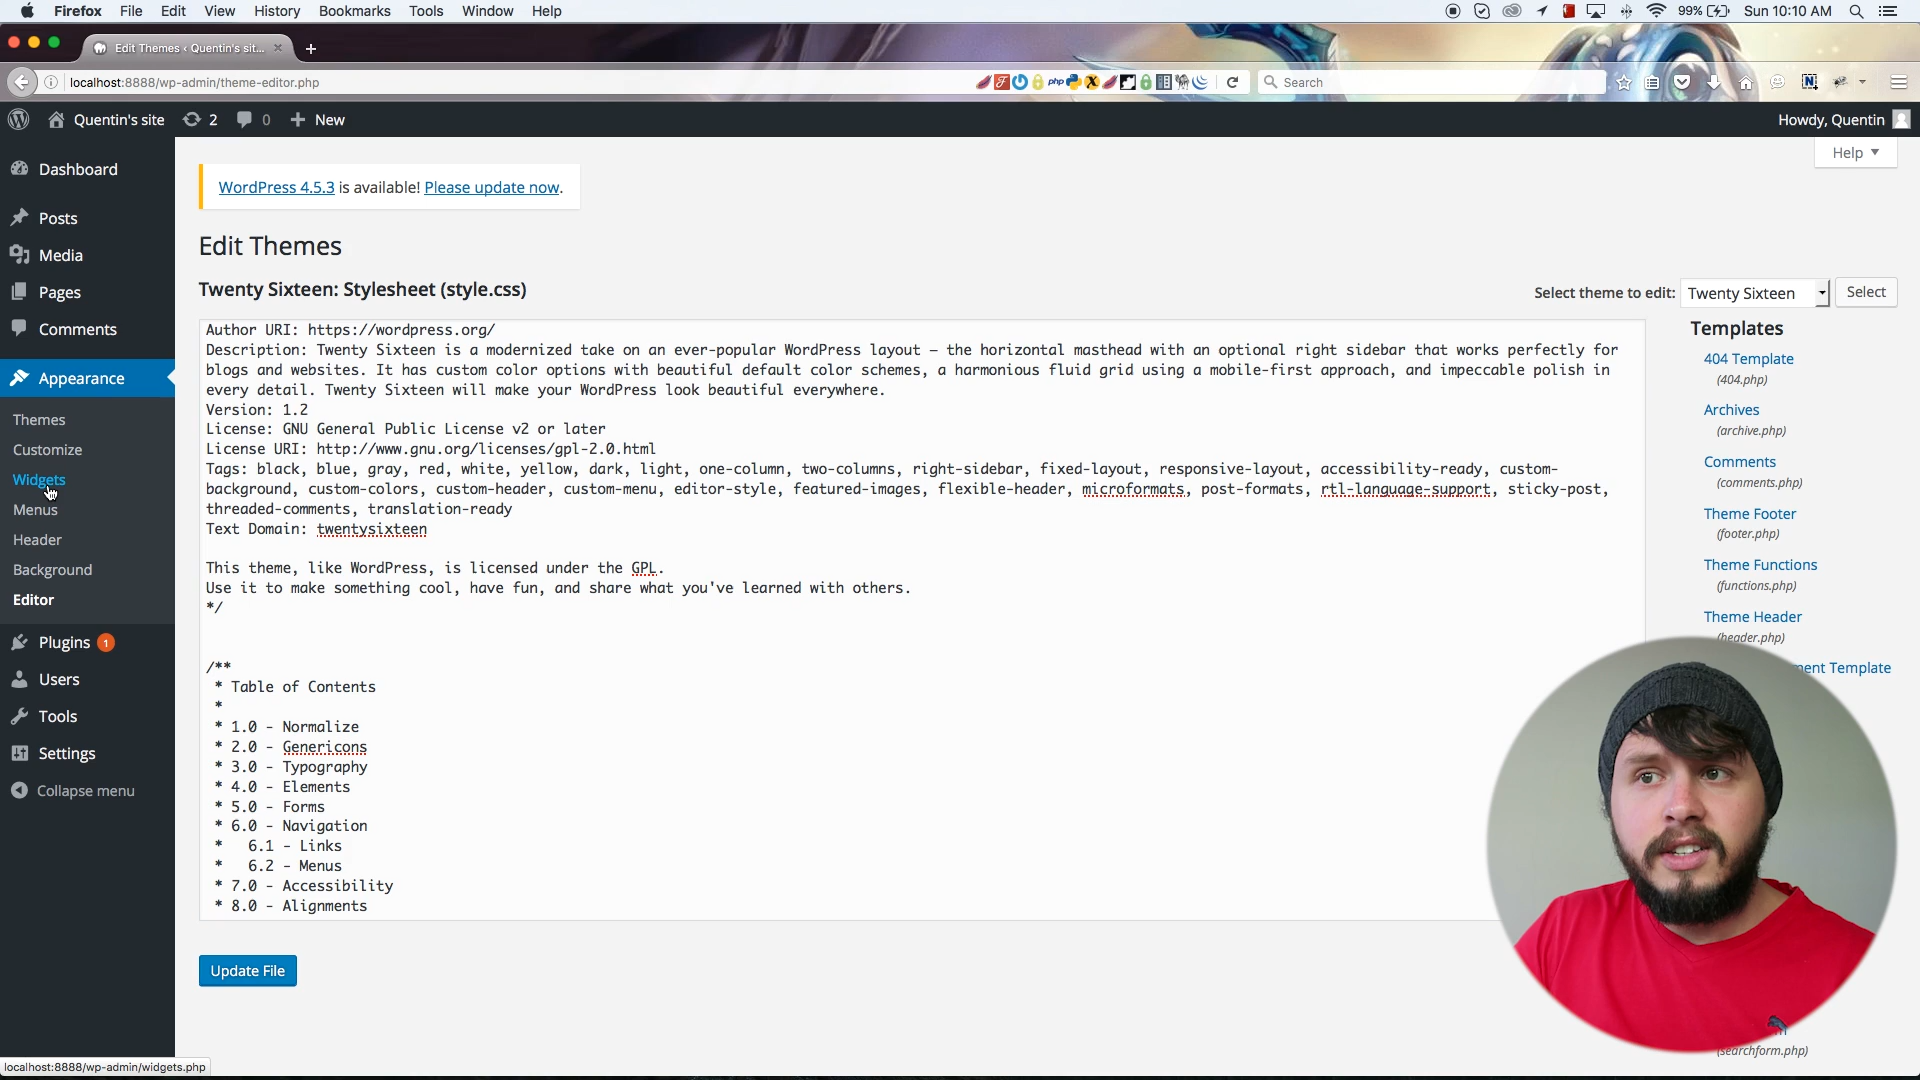 Firefox File Edit View History Bookmarks Tools Window Help
99% Sun 10:10 AM
Edit Themes ‹ Quentin's sit...
localhost:8888/wp-admin/theme-editor.php
php
Search
Quentin's site 2 0 New
Howdy, Quentin
Help
Dashboard
Posts
Media
Pages
Comments
Appearance
Themes
Customize
Widgets
Menus
Header
Background
Editor
Plugins 1
Users
Tools
Settings
Collapse menu
WordPress 4.5.3 is available! Please update now.
Edit Themes
Twenty Sixteen: Stylesheet (style.css)
Select theme to edit: Twenty Sixteen Select
Author URI: https://wordpress.org/
Description: Twenty Sixteen is a modernized take on an ever-popular WordPress layout — the horizontal masthead with an optional right sidebar that works perfectly for
blogs and websites. It has custom color options with beautiful default color schemes, a harmonious fluid grid using a mobile-first approach, and impeccable polish in
every detail. Twenty Sixteen will make your WordPress look beautiful everywhere.
Version: 1.2
License: GNU General Public License v2 or later
License URI: http://www.gnu.org/licenses/gpl-2.0.html
Tags: black, blue, gray, red, white, yellow, dark, light, one-column, two-columns, right-sidebar, fixed-layout, responsive-layout, accessibility-ready, custom-
background, custom-colors, custom-header, custom-menu, editor-style, featured-images, flexible-header, microformats, post-formats, rtl-language-support, sticky-post,
threaded-comments, translation-ready
Text Domain: twentysixteen
This theme, like WordPress, is licensed under the GPL.
Use it to make something cool, have fun, and share what you've learned with others.
*/
/**
* Table of Contents
*
* 1.0 - Normalize
* 2.0 - Genericons
* 3.0 - Typography
* 4.0 - Elements
* 5.0 - Forms
* 6.0 - Navigation
* 6.1 - Links
* 6.2 - Menus
* 7.0 - Accessibility
* 8.0 - Alignments
Update File
Templates
404 Template
(404.php)
Archives
(archive.php)
Comments
(comments.php)
Theme Footer
(footer.php)
Theme Functions
(functions.php)
Theme Header
(header.php)
Template
(searchform.php)
localhost:8888/wp-admin/widgets.php